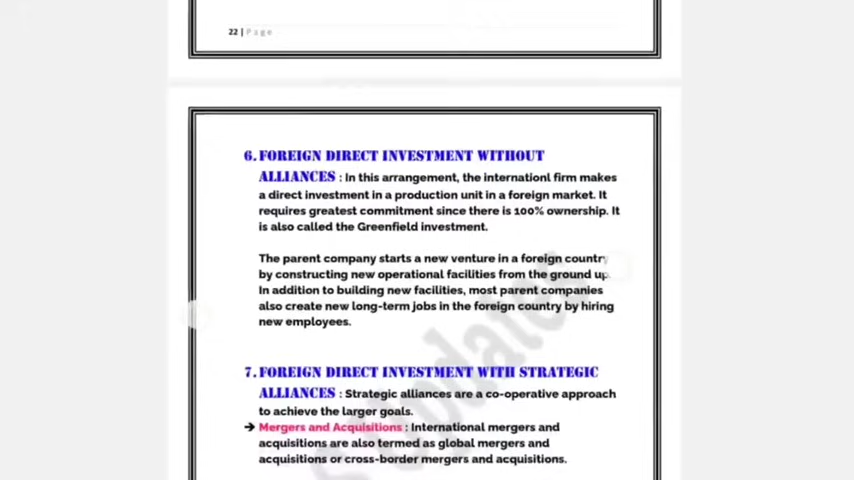 22 | Page
6. FOREIGN DIRECT INVESTMENT WITHOUT
ALLIANCES : In this arrangement, the internationl firm makes
a direct investment in a production unit in a foreign market. It
requires greatest commitment since there is 100% ownership. It
is also called the Greenfield investment.
The parent company starts a new venture in a foreign country
by constructing new operational facilities from the ground up.
In addition to building new facilities, most parent companies
also create new long-term jobs in the foreign country by hiring
new employees.
7. FOREIGN DIRECT INVESTMENT WITH STRATEGIC
ALLIANCES : Strategic alliances are a co-operative approach
to achieve the larger goals.
➔ Mergers and Acquisitions : International mergers and
acquisitions are also termed as global mergers and
acquisitions or cross-border mergers and acquisitions.